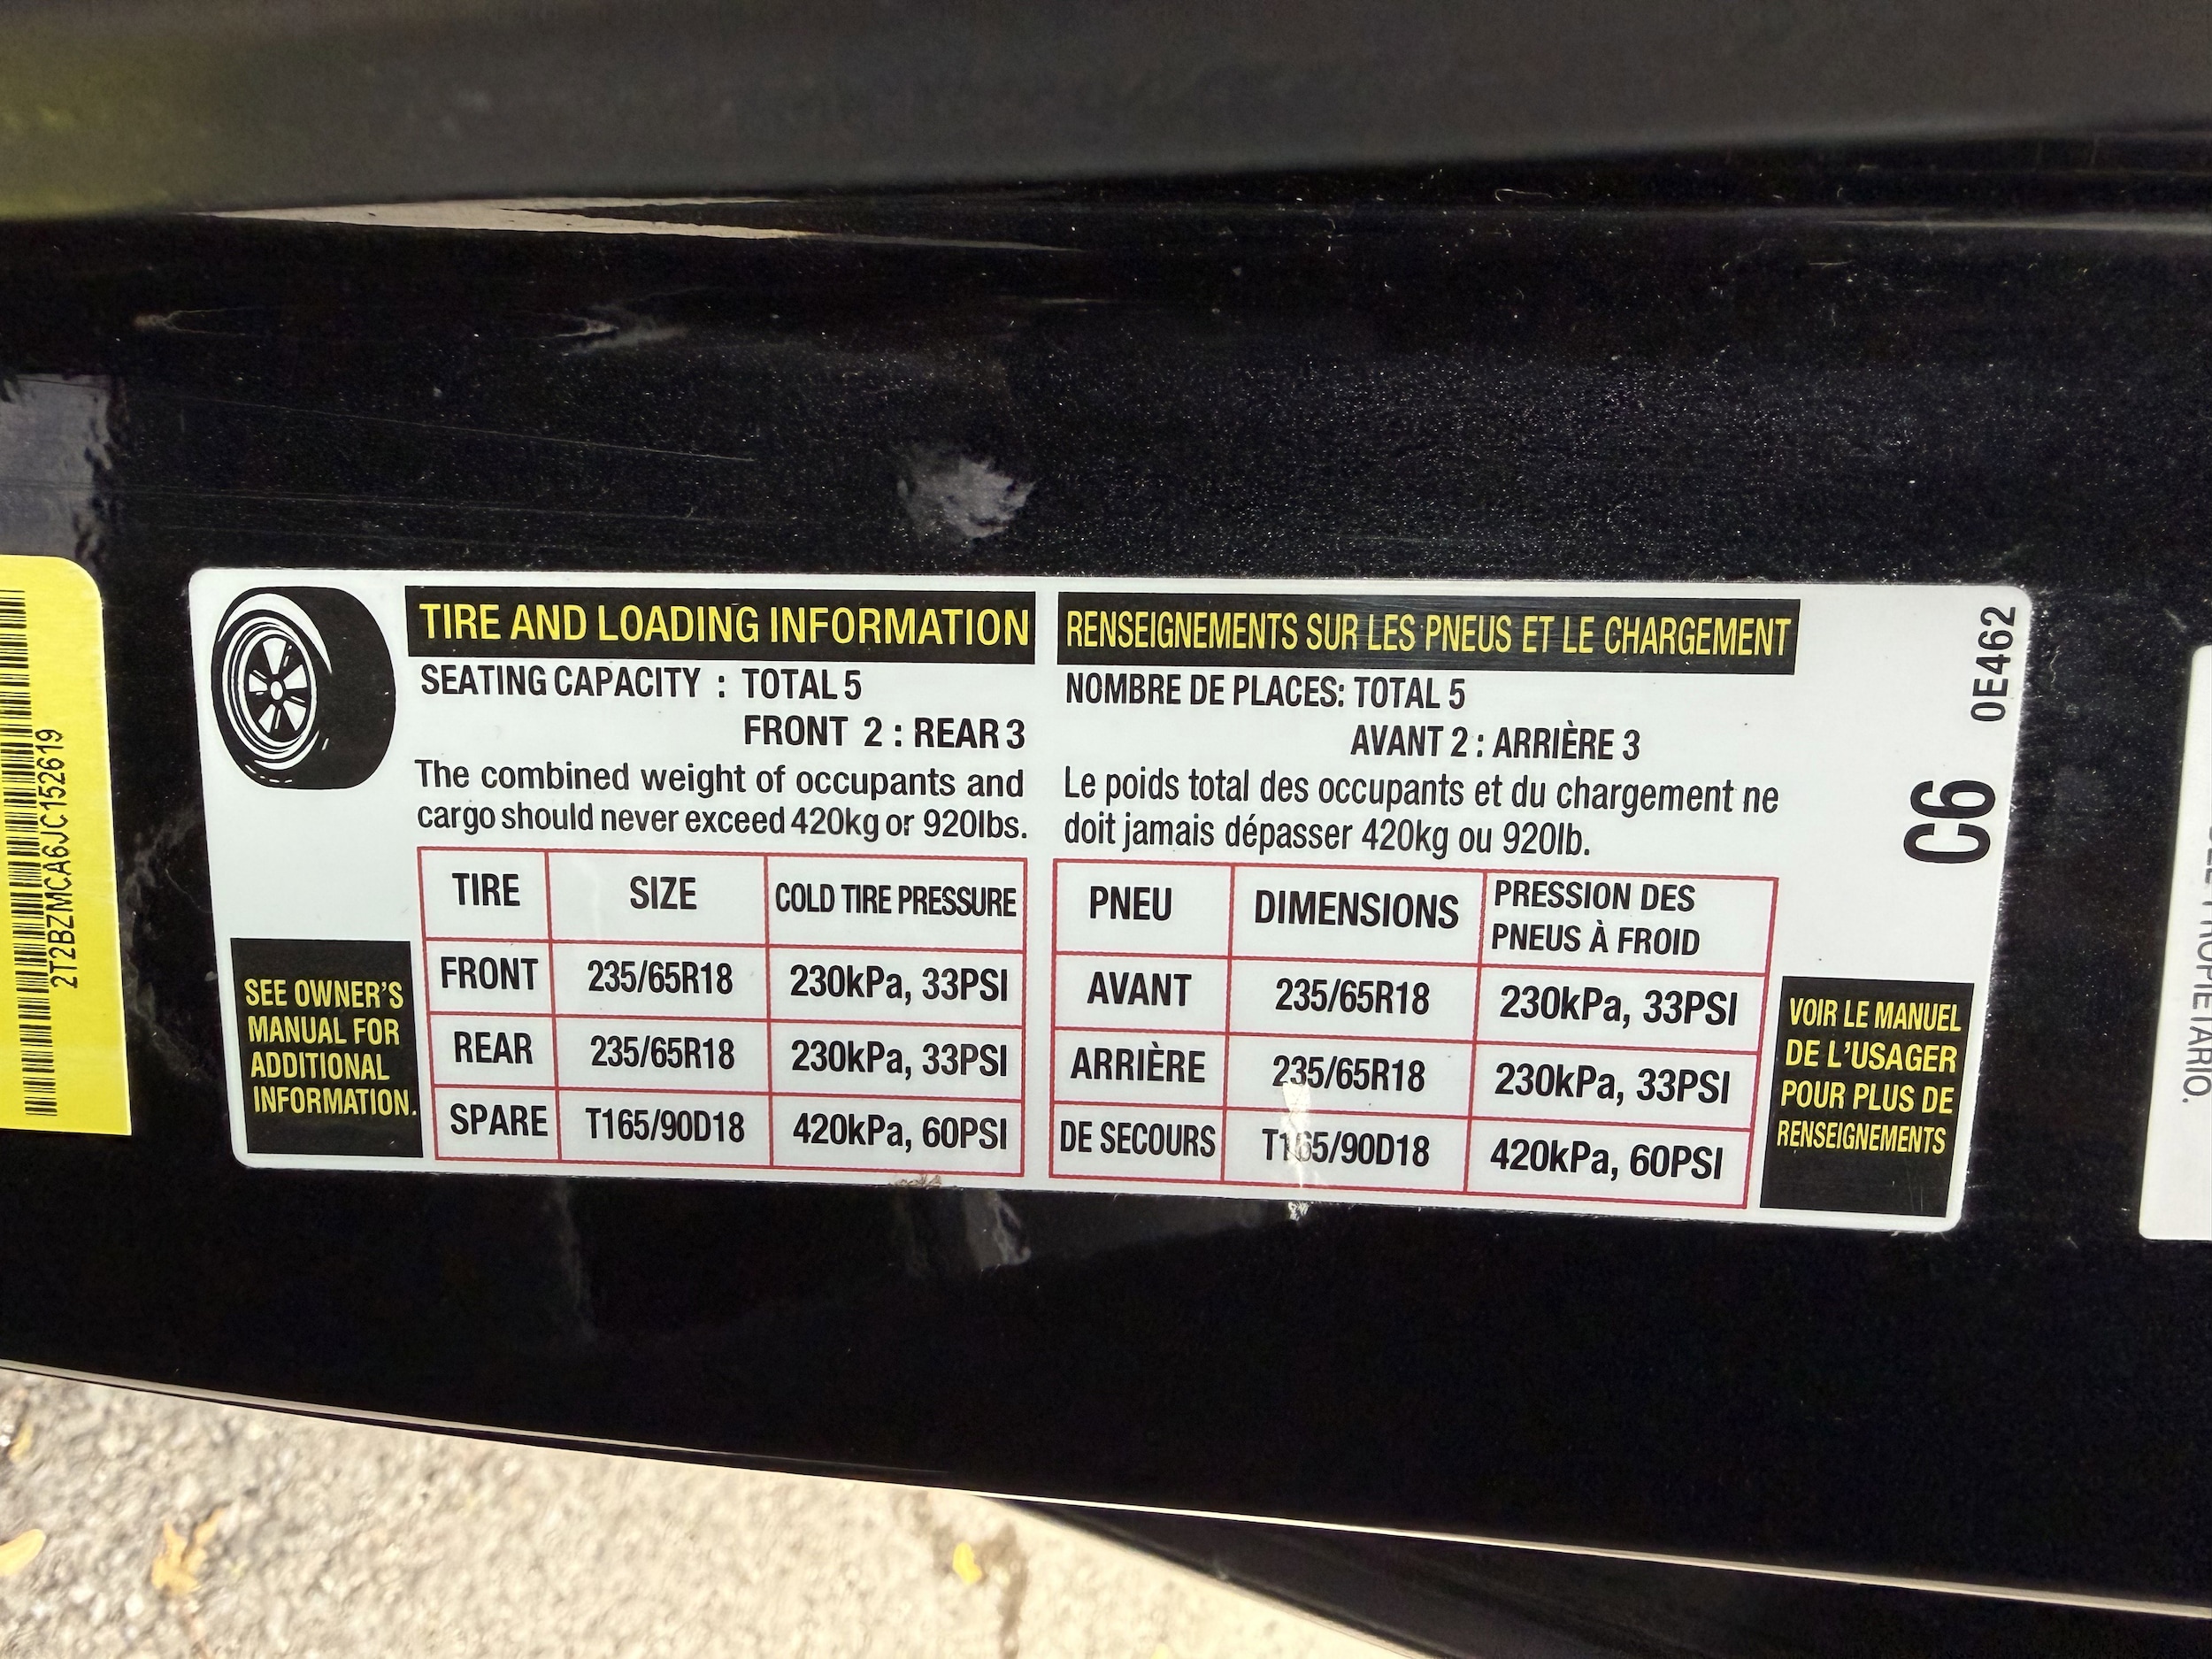 2T2BZMCA6JC152619
TIRE AND LOADING INFORMATION
SEATING CAPACITY : TOTAL 5
FRONT 2 : REAR 3
The combined weight of occupants and
cargo should never exceed 420kg or 920lbs.
TIRE SIZE COLD TIRE PRESSURE
FRONT 235/65R18 230kPa, 33PSI
REAR 235/65R18 230kPa, 33PSI
SPARE T165/90D18 420kPa, 60PSI
SEE OWNER'S
MANUAL FOR
ADDITIONAL
INFORMATION.
RENSEIGNEMENTS SUR LES PNEUS ET LE CHARGEMENT
NOMBRE DE PLACES: TOTAL 5
AVANT 2 : ARRIÈRE 3
Le poids total des occupants et du chargement ne
doit jamais dépasser 420kg ou 920lb.
PNEU DIMENSIONS PRESSION DES
PNEUS À FROID
AVANT 235/65R18 230kPa, 33PSI
ARRIÈRE 235/65R18 230kPa, 33PSI
DE SECOURS T165/90D18 420kPa, 60PSI
VOIR LE MANUEL
DE L'USAGER
POUR PLUS DE
RENSEIGNEMENTS
0E462
C6